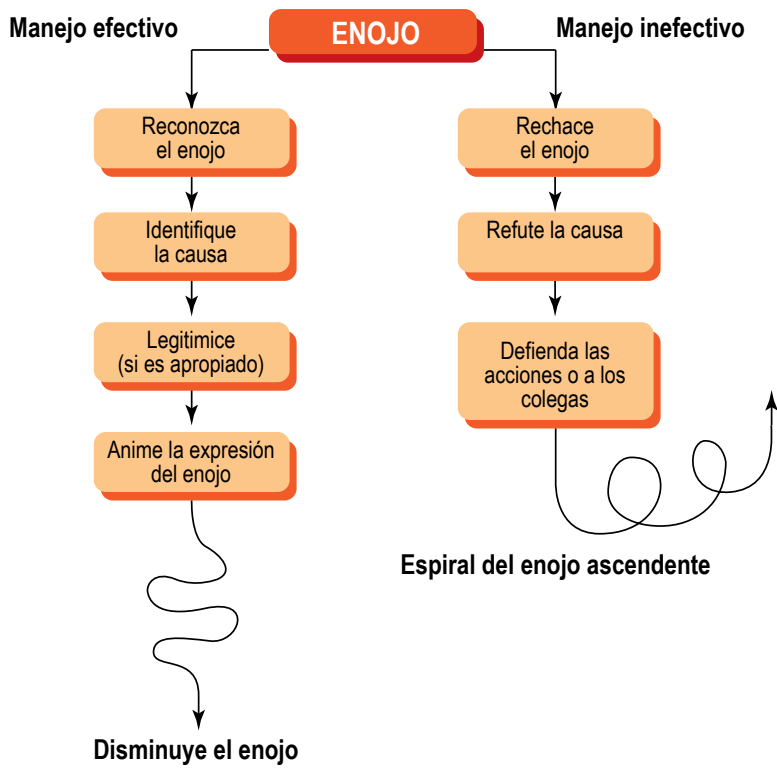 Manejo efectivo
ENOJO
Manejo inefectivo
Reconozca
el enojo
Identifique
la causa
Legitimice
(si es apropiado)
Anime la expresión
del enojo
Disminuye el enojo
Rechace
el enojo
Refute la causa
Defienda las
acciones o a los
colegas
Espiral del enojo ascendente